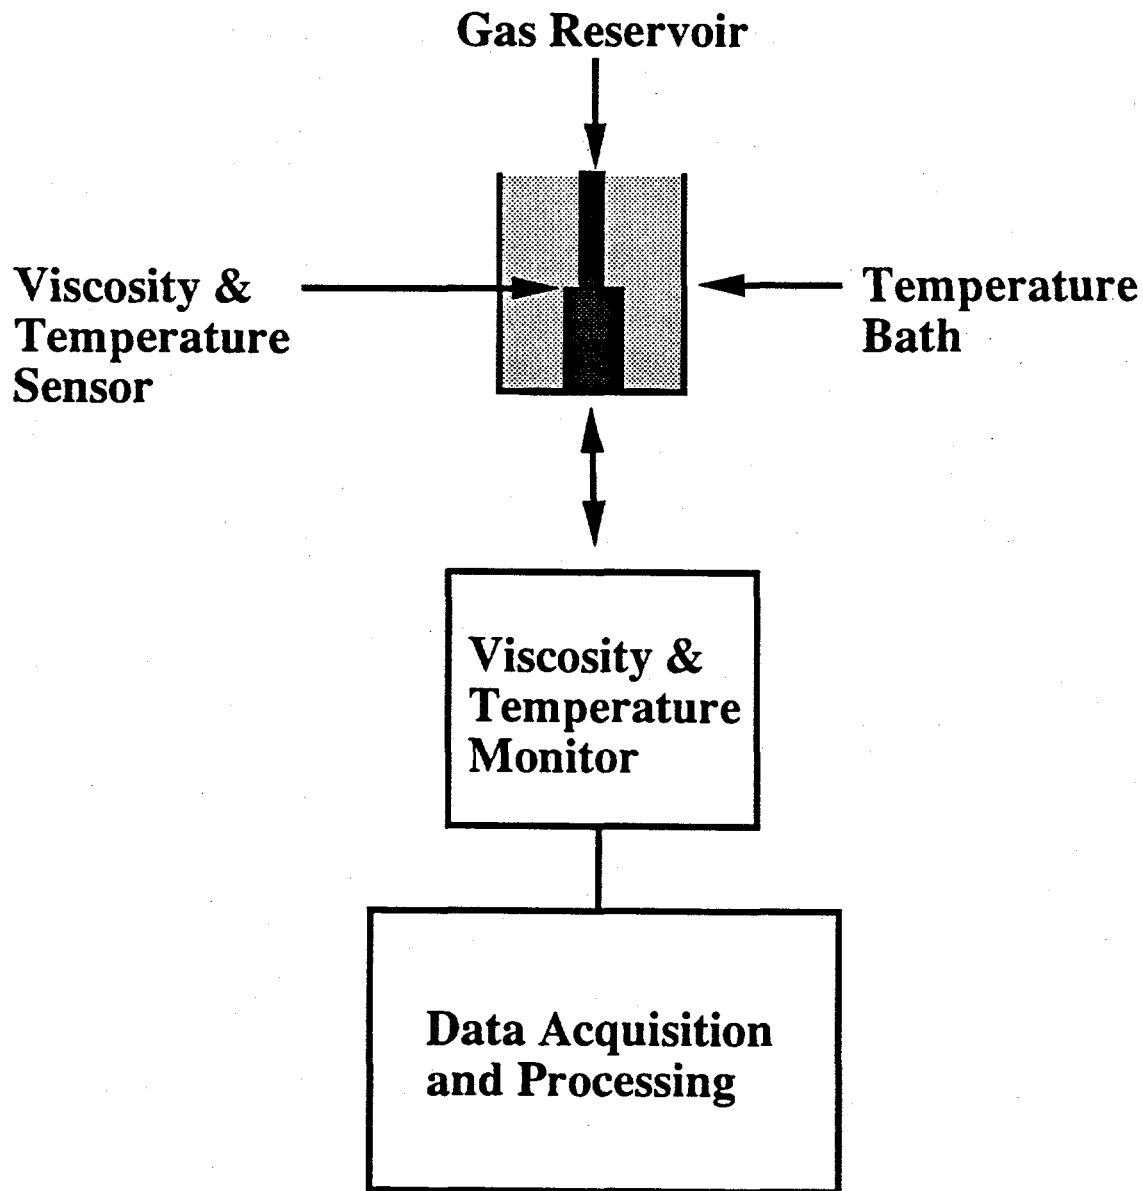 Gas Reservoir
Viscosity &
Temperature
Sensor
Temperature
Bath
Viscosity &
Temperature
Monitor
Data Acquisition
and Processing